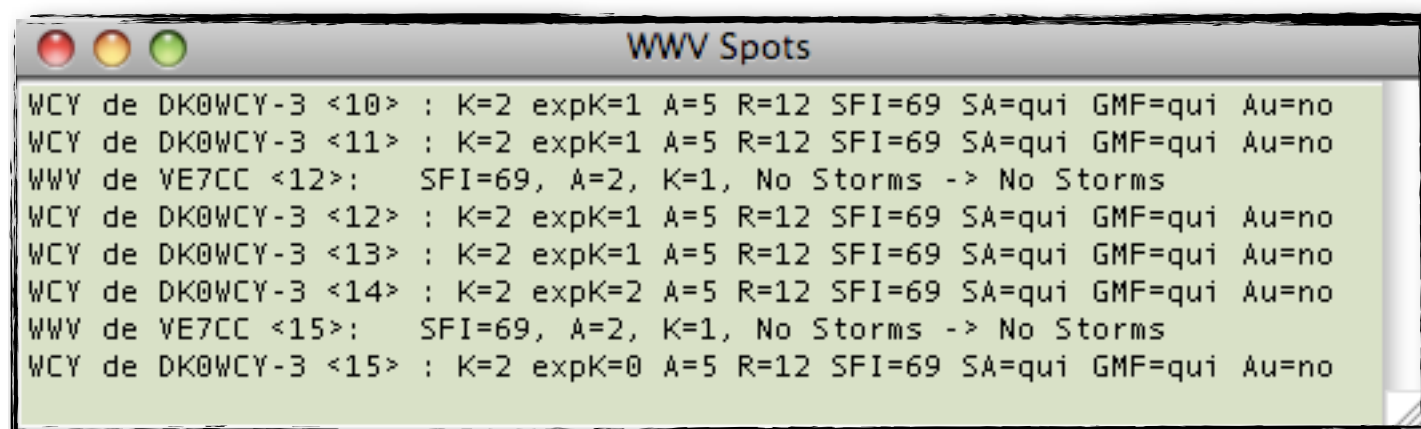 WWV Spots
WCY de DK0WCY-3 <10> : K=2 expK=1 A=5 R=12 SFI=69 SA=qui GMF=qui Au=no
WCY de DK0WCY-3 <11> : K=2 expK=1 A=5 R=12 SFI=69 SA=qui GMF=qui Au=no
WWV de VE7CC <12>:   SFI=69, A=2, K=1, No Storms -> No Storms
WCY de DK0WCY-3 <12> : K=2 expK=1 A=5 R=12 SFI=69 SA=qui GMF=qui Au=no
WCY de DK0WCY-3 <13> : K=2 expK=1 A=5 R=12 SFI=69 SA=qui GMF=qui Au=no
WCY de DK0WCY-3 <14> : K=2 expK=2 A=5 R=12 SFI=69 SA=qui GMF=qui Au=no
WWV de VE7CC <15>:   SFI=69, A=2, K=1, No Storms -> No Storms
WCY de DK0WCY-3 <15> : K=2 expK=0 A=5 R=12 SFI=69 SA=qui GMF=qui Au=no